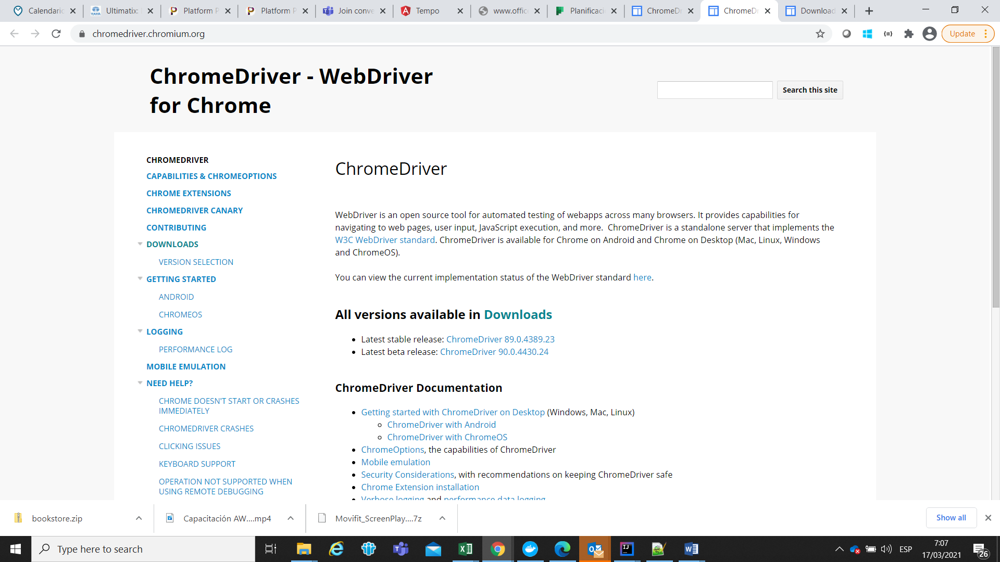 Calendaric
Ultimatix:
Platform P
Platform P
Join conve
Tempo
www.offic
Planificaci
ChromeDr
ChromeDr
Download
chromedriver.chromium.org
Update
ChromeDriver - WebDriver
for Chrome
Search this site
CHROMEDRIVER
CAPABILITIES & CHROMEOPTIONS
CHROME EXTENSIONS
CHROMEDRIVER CANARY
CONTRIBUTING
DOWNLOADS
VERSION SELECTION
GETTING STARTED
ANDROID
CHROMEOS
LOGGING
PERFORMANCE LOG
MOBILE EMULATION
NEED HELP?
CHROME DOESN'T START OR CRASHES
IMMEDIATELY
CHROMEDRIVER CRASHES
CLICKING ISSUES
KEYBOARD SUPPORT
OPERATION NOT SUPPORTED WHEN
USING REMOTE DEBUGGING
ChromeDriver
WebDriver is an open source tool for automated testing of webapps across many browsers. It provides capabilities for
navigating to web pages, user input, JavaScript execution, and more.  ChromeDriver is a standalone server that implements the
W3C WebDriver standard. ChromeDriver is available for Chrome on Android and Chrome on Desktop (Mac, Linux, Windows
and ChromeOS).
You can view the current implementation status of the WebDriver standard here.
All versions available in Downloads
• Latest stable release: ChromeDriver 89.0.4389.23
• Latest beta release: ChromeDriver 90.0.4430.24
ChromeDriver Documentation
• Getting started with ChromeDriver on Desktop (Windows, Mac, Linux)
ChromeDriver with Android
ChromeDriver with ChromeOS
• ChromeOptions, the capabilities of ChromeDriver
• Mobile emulation
• Security Considerations, with recommendations on keeping ChromeDriver safe
• Chrome Extension installation
• Verbose logging and performance data logging
bookstore.zip
Capacitación AW....mp4
Movifit_ScreenPlay....7z
Show all
Type here to search
ESP
7:07
17/03/2021
26